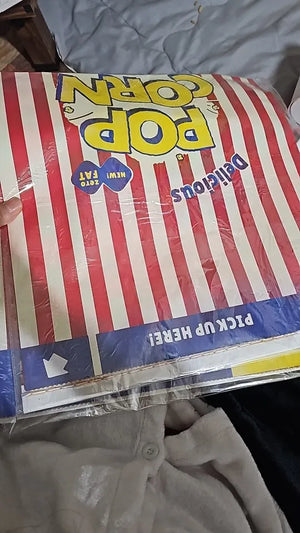 PICK UP HERE!
NEW!
ZERO
FAT
Delicious
POP
CORN